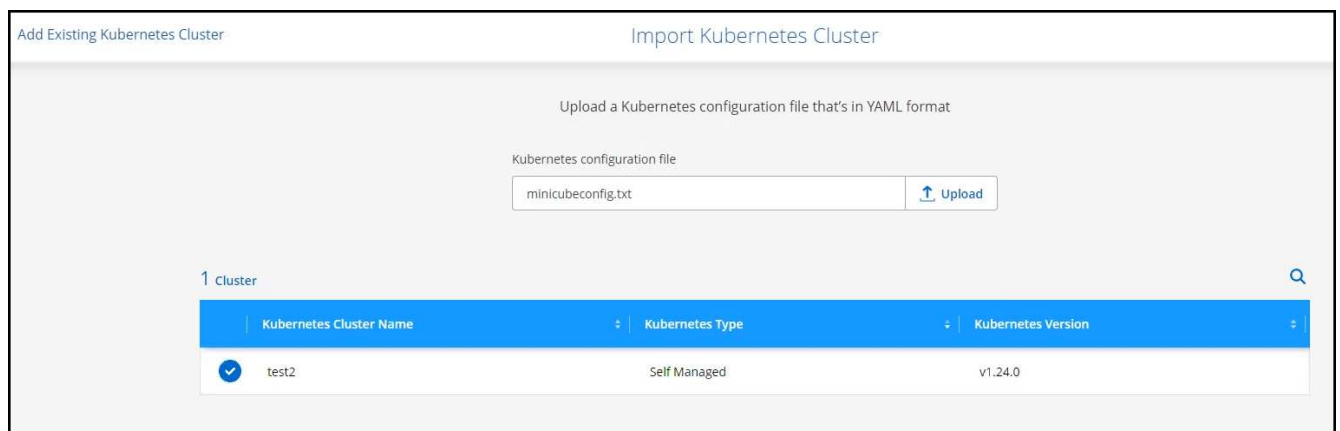 Add Existing Kubernetes Cluster
Import Kubernetes Cluster
Upload a Kubernetes configuration file that's in YAML format
Kubernetes configuration file
minicubeconfig.txt
Upload
1 Cluster
Kubernetes Cluster Name Kubernetes Type Kubernetes Version
test2 Self Managed v1.24.0